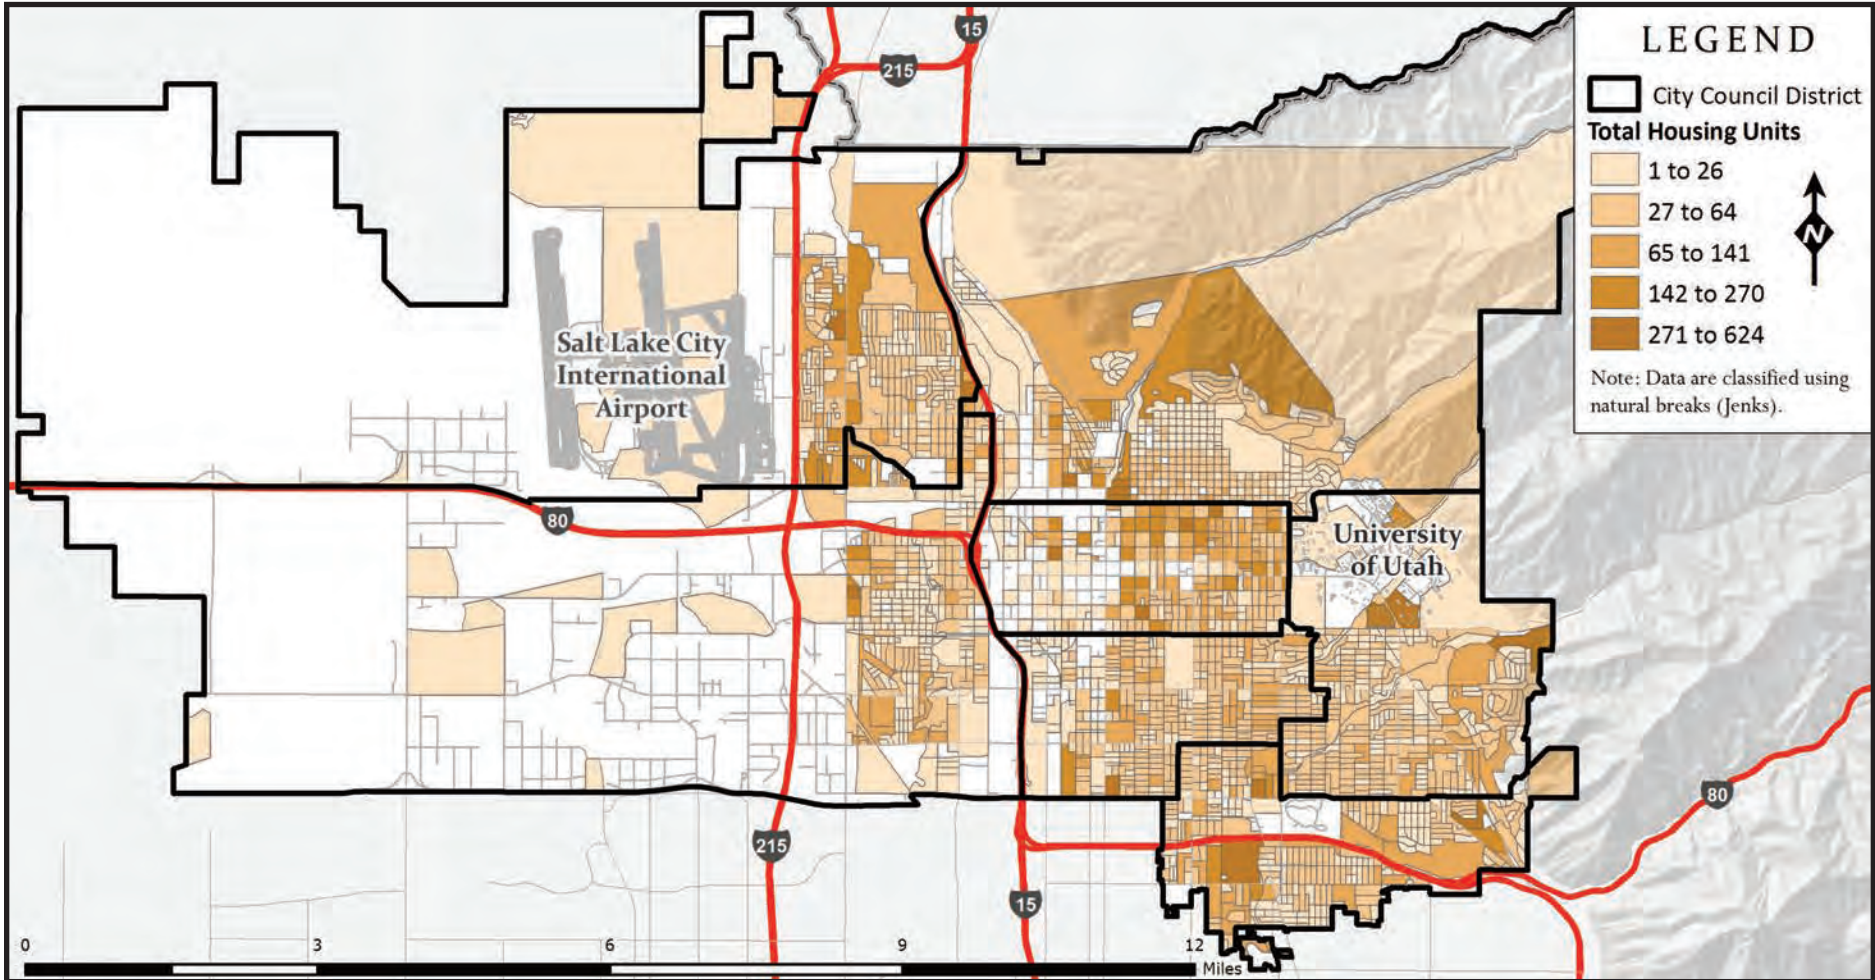 15
215
LEGEND
City Council District
Total Housing Units
1 to 26
27 to 64
65 to 141
142 to 270
271 to 624
N
Note: Data are classified using
natural breaks (Jenks).
Salt Lake City
International
Airport
80
University
of Utah
80
215
15
0 3 6 9 12
Miles